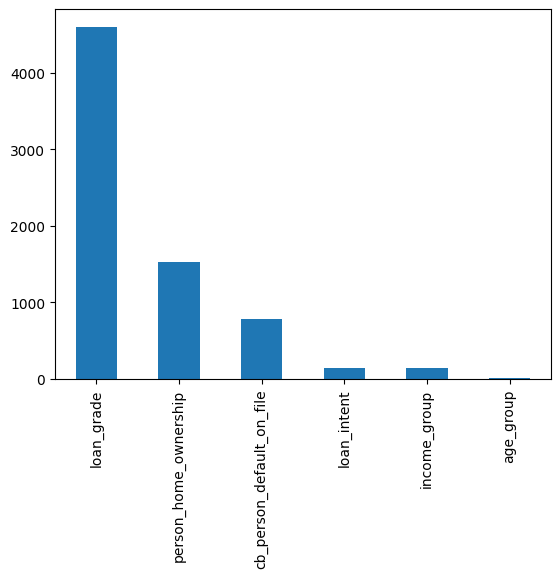 4000
3000
2000
1000
0
loan_grade
person_home_ownership
cb_person_default_on_file
loan_intent
income_group
age_group